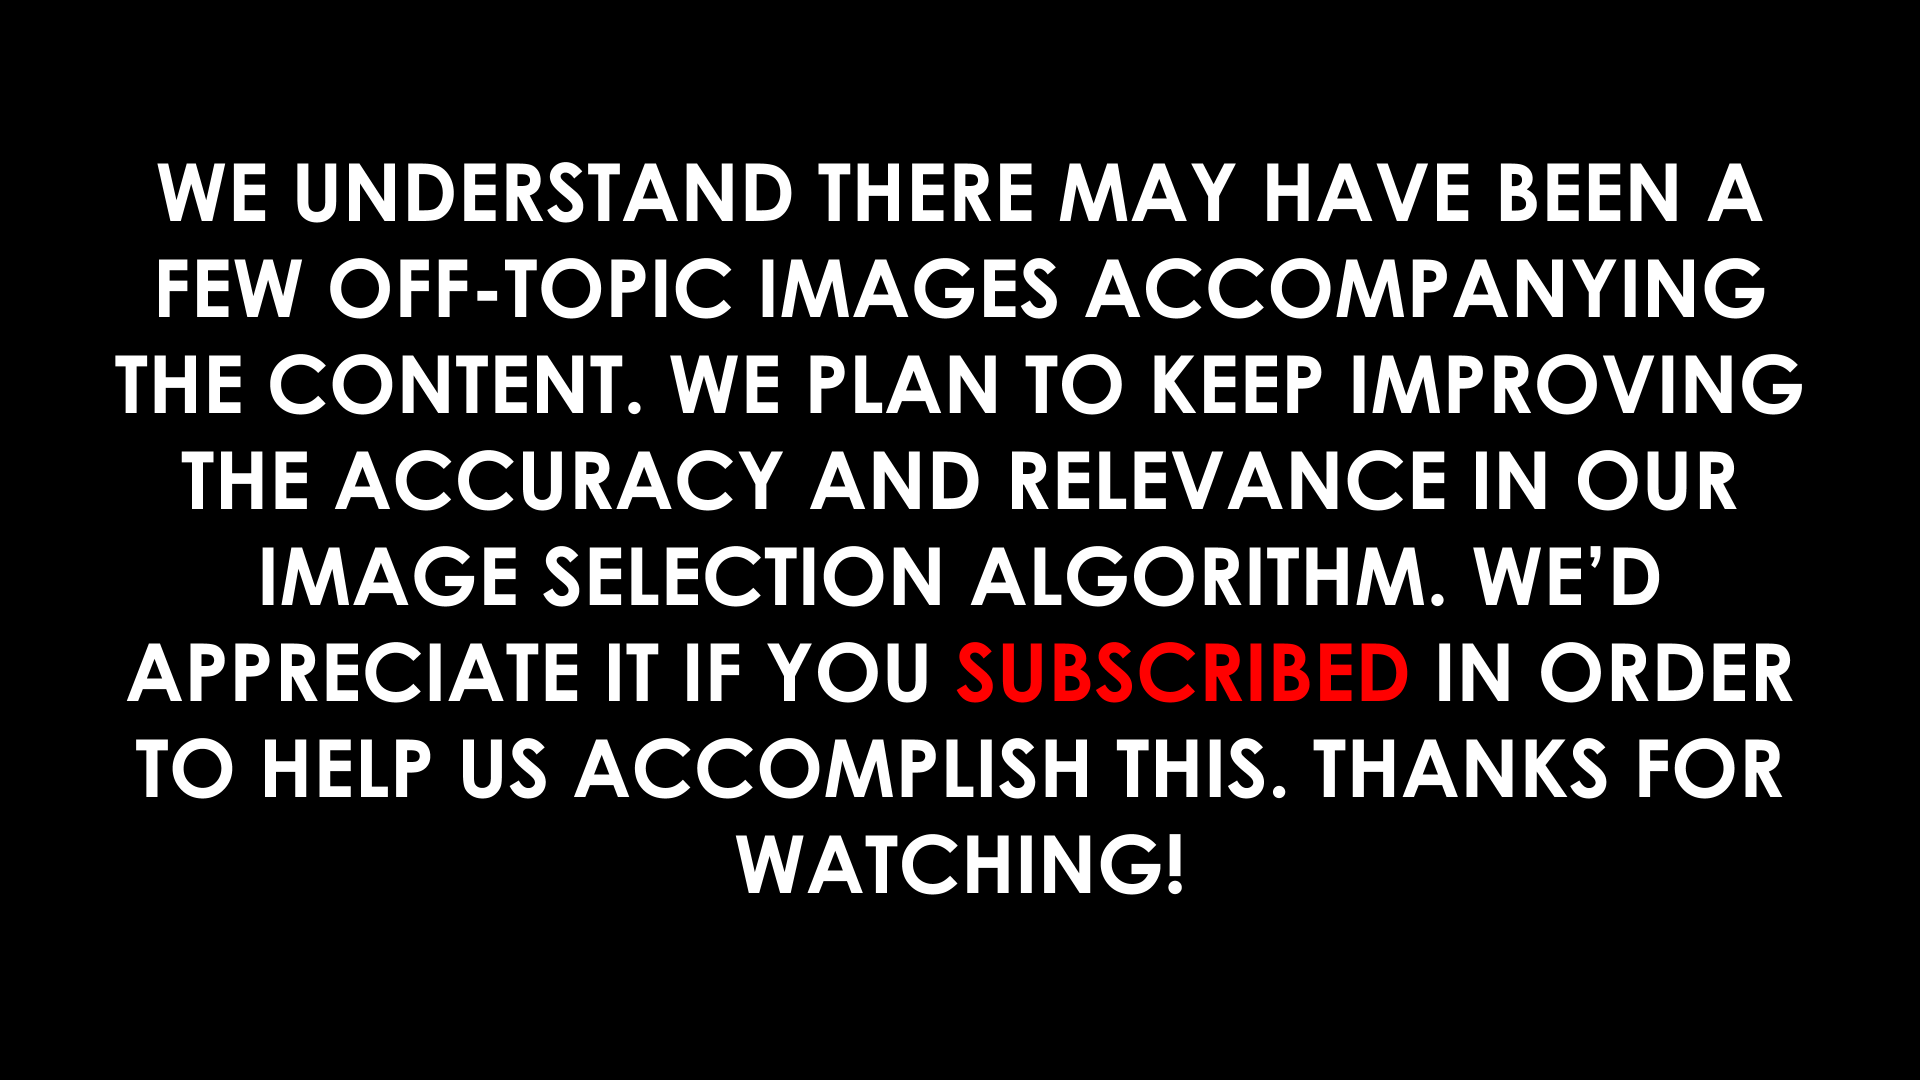 WE UNDERSTAND THERE MAY HAVE BEEN A
FEW OFF-TOPIC IMAGES ACCOMPANYING
THE CONTENT. WE PLAN TO KEEP IMPROVING
THE ACCURACY AND RELEVANCE IN OUR
IMAGE SELECTION ALGORITHM. WE’D
APPRECIATE IT IF YOU SUBSCRIBED IN ORDER
TO HELP US ACCOMPLISH THIS. THANKS FOR
WATCHING!